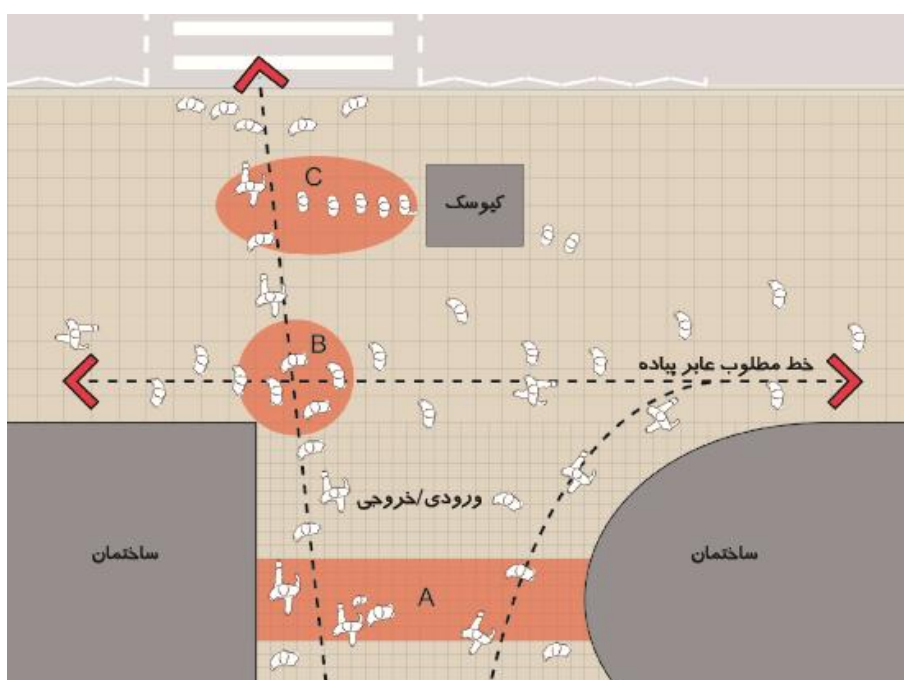 C
کیوسک
B
خط مطلوب عابر پیاده
ورودی/خروجی
ساختمان
ساختمان
A